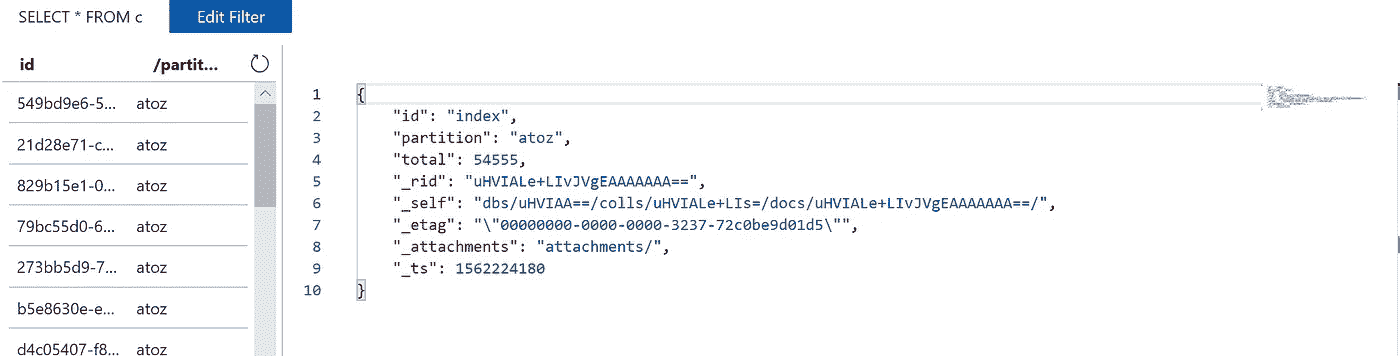 SELECT * FROM c Edit Filter
id /partit...
549bd9e6-5... atoz
21d28e71-c... atoz
829b15e1-0... atoz
79bc55d0-6... atoz
273bb5d9-7... atoz
b5e8630e-e... atoz
d4c05407-f8... atoz
1 {
2 "id": "index",
3 "partition": "atoz",
4 "total": 54555,
5 "_rid": "uHVIALe+LIvJVgEAAAAAAA==",
6 "_self": "dbs/uHVIAA==/colls/uHVIALe+LIs=/docs/uHVIALe+LIvJVgEAAAAAAA==/",
7 "_etag": "\"00000000-0000-0000-3237-72c0be9d01d5\"",
8 "_attachments": "attachments/",
9 "_ts": 1562224180
10 }